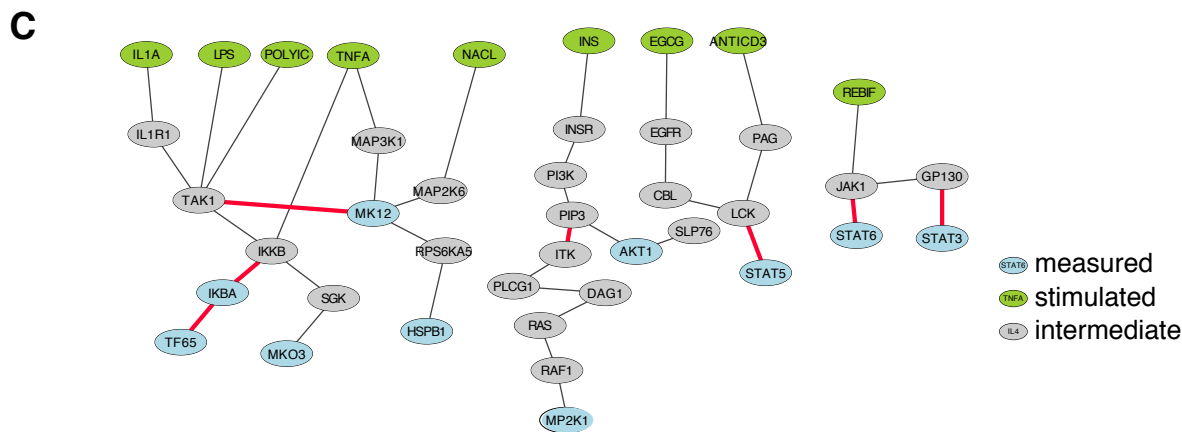 C
IL1A
LPS
POLYIC
TNFA
NACL
INS
EGCG
ANTICD3
REBIF
IL1R1
MAP3K1
INSR
EGFR
PAG
TAK1
MAP2K6
MK12
PI3K
CBL
LCK
JAK1
GP130
PIP3
SLP76
STAT6
STAT3
IKKB
RPS6KA5
ITK
AKT1
STAT5
IKBA
SGK
PLCG1
DAG1
TF65
MKO3
HSPB1
RAS
RAF1
MP2K1
STAT6 measured
TNFA stimulated
IL4 intermediate